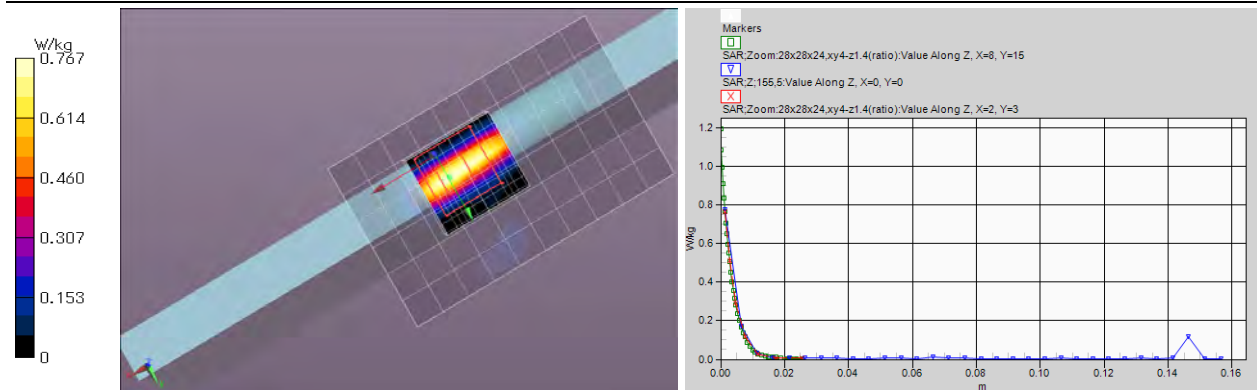 W/kg
0.767
0.614
0.460
0.307
0.153
0
Markers
SAR;Zoom:28x28x24,xy4-z1.4(ratio):Value Along Z, X=8, Y=15
SAR;Z;155,5:Value Along Z, X=0, Y=0
SAR;Zoom:28x28x24,xy4-z1.4(ratio):Value Along Z, X=2, Y=3
1.2
1.0
0.8
0.6
0.4
0.2
0.0
W/kg
0.00 0.02 0.04 0.06 0.08 0.10 0.12 0.14 0.16
m